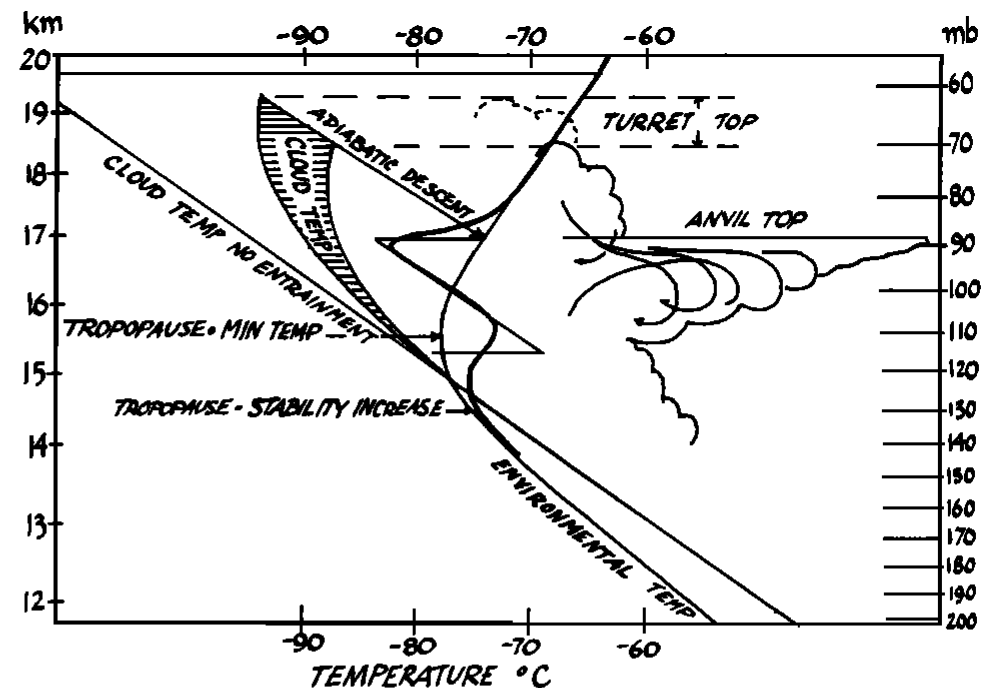 km
-90 -80 -70 -60
mb
20
19
18
17
16
15
14
13
12
60
70
80
90
100
110
120
130
140
150
160
170
180
190
200
TURRET TOP
ADIABATIC DESCENT
CLOUD TEMP
CLOUD TEMP NO ENTRAINMENT
ANVIL TOP
TROPOPAUSE - MIN TEMP
TROPOPAUSE - STABILITY INCREASE
ENVIRONMENTAL TEMP
-90 -80 -70 -60
TEMPERATURE °C